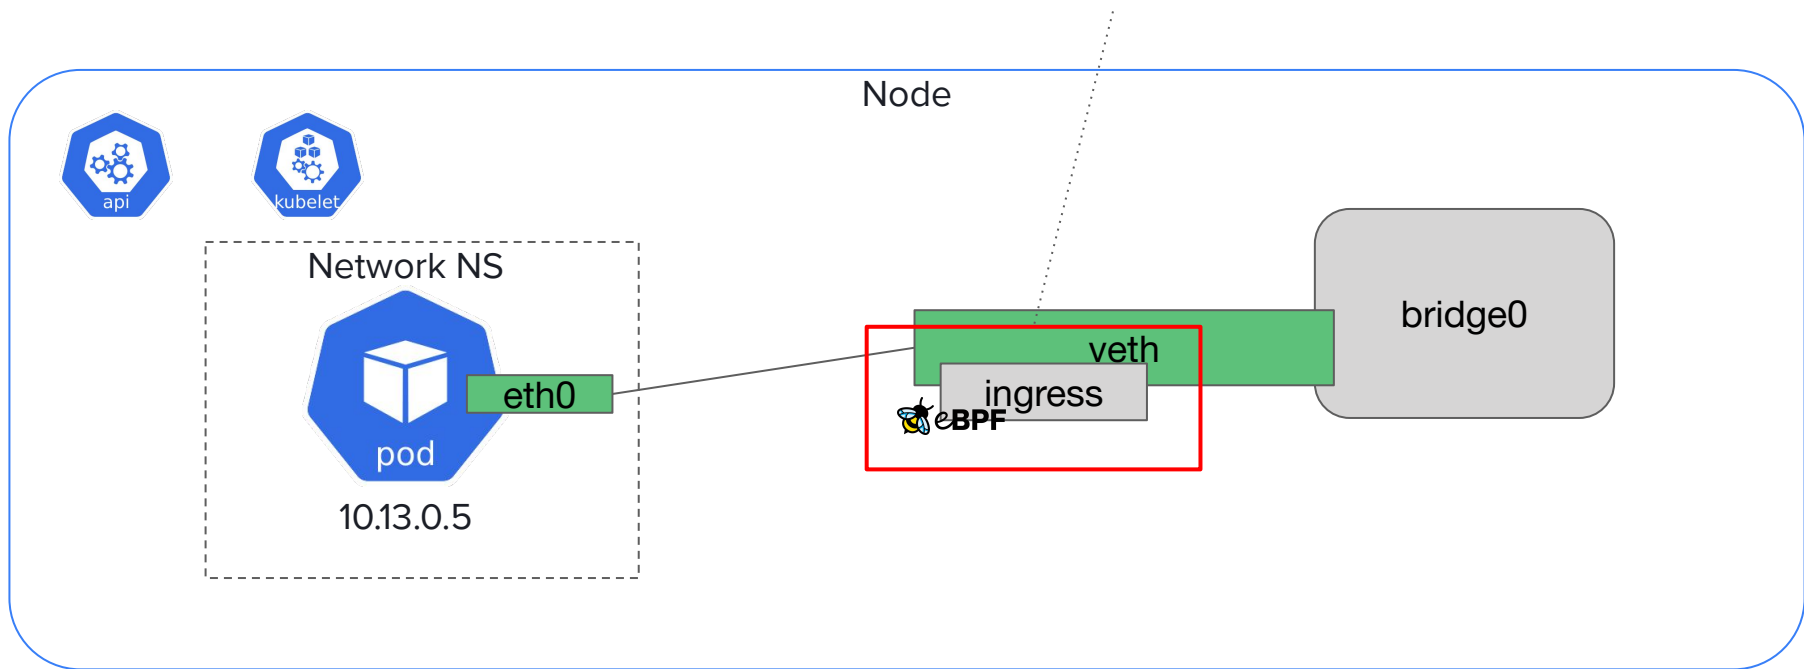 Node
api
kubelet
Network NS
bridge0
veth
ingress
eth0
eBPF
pod
10.13.0.5